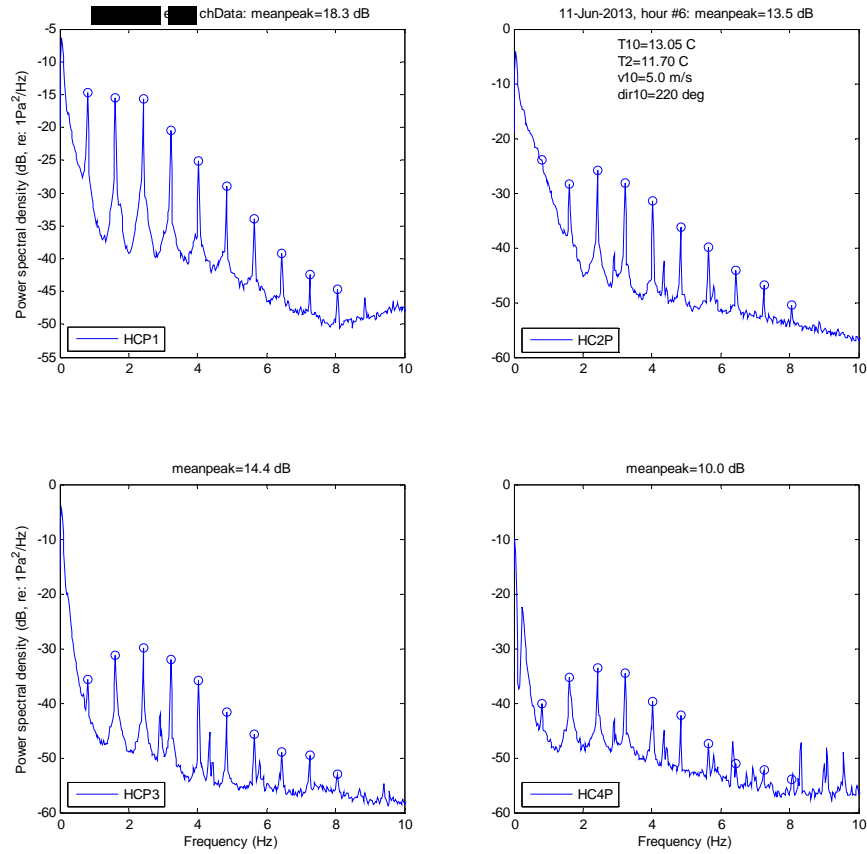 chData: meanpeak=18.3 dB
-5
-10
-15
-20
-25
-30
-35
-40
-45
-50
55
Power spectral density (dB, re: 1Pa²/Hz)
HCP1
0 2 4 6 8 10
11-Jun-2013, hour #6: meanpeak=13.5 dB
T10=13.05 C
T2=11.70 C
v10=5.0 m/s
dir10=220 deg
0
-10
-20
-30
-40
-50
-60
HC2P
0 2 4 6 8 10
meanpeak=14.4 dB
0
-10
-20
-30
-40
-50
-60
Power spectral density (dB, re: 1Pa²/Hz)
HCP3
0 2 4 6 8 10
Frequency (Hz)
meanpeak=10.0 dB
0
-10
-20
-30
-40
-50
-60
HC4P
0 2 4 6 8 10
Frequency (Hz)